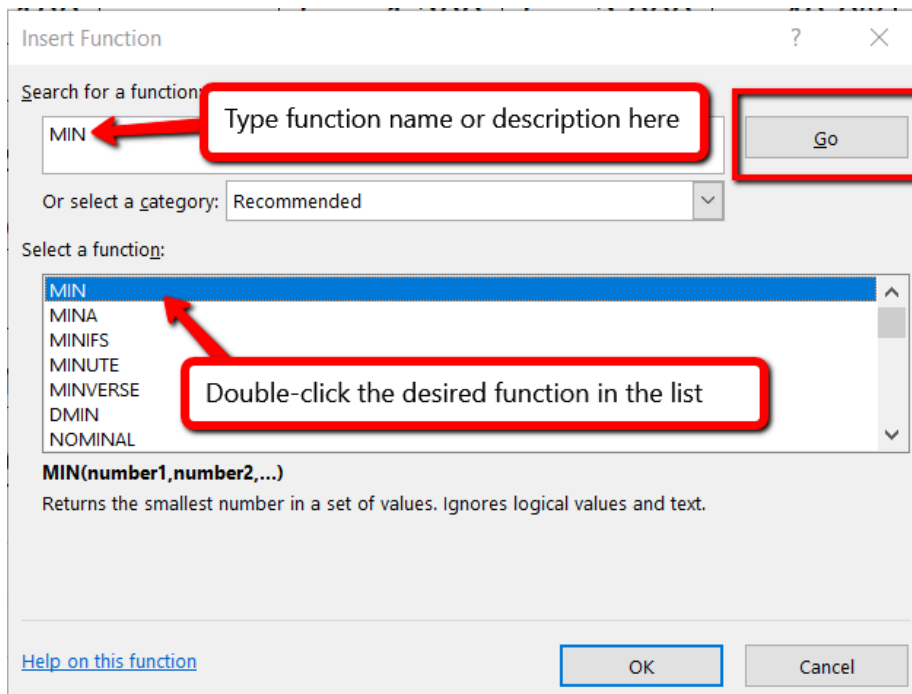 Insert Function
?
Search for a function:
Type function name or description here
MIN
Go
Or select a category:
Recommended
Select a function:
MIN
MINA
MINIFS
MINUTE
MINVERSE
DMIN
NOMINAL
Double-click the desired function in the list
MIN(number1,number2,...)
Returns the smallest number in a set of values. Ignores logical values and text.
Help on this function
OK
Cancel